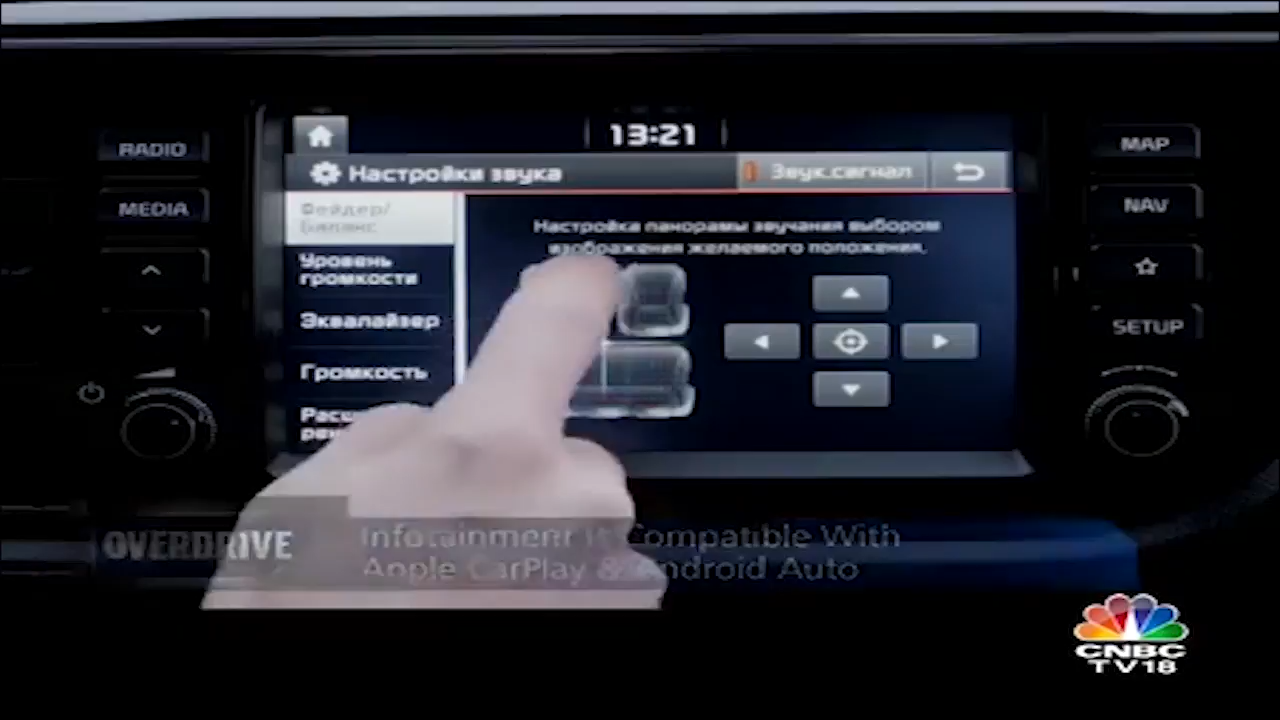 13:21
RADIO
MEDIA
MAP
NAV
SETUP
Настройки звука
Звук.сигнал
Фейдер/
Баланс
Уровень
громкости
Эквалайзер
Громкость
Настройка панорамы звучания выбором
изображения желаемого положения.
OVERDRIVE
Infotainment Is Compatible With
Apple CarPlay & Android Auto
CNBC
TV18